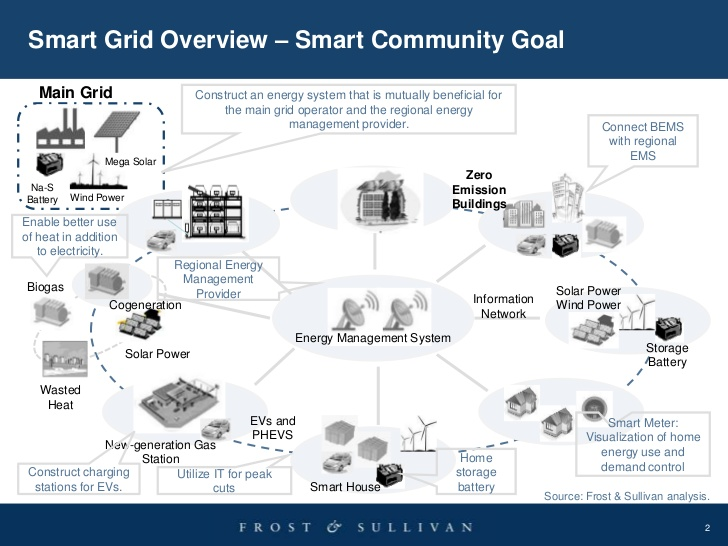 Smart Grid Overview – Smart Community Goal
Main Grid
Mega Solar
Na-S
Battery
Wind Power
Construct an energy system that is mutually beneficial for
the main grid operator and the regional energy
management provider.
Connect BEMS
with regional
EMS
Zero
Emission
Buildings
Enable better use
of heat in addition
to electricity.
Regional Energy
Management
Provider
Biogas
Cogeneration
Solar Power
Wasted
Heat
Energy Management System
Information
Network
Solar Power
Wind Power
Storage
Battery
EVs and
PHEVS
New-generation Gas
Station
Construct charging
stations for EVs.
Utilize IT for peak
cuts
Smart House
Home
storage
battery
Smart Meter:
Visualization of home
energy use and
demand control
Source: Frost & Sullivan analysis.
FROST & SULLIVAN
2